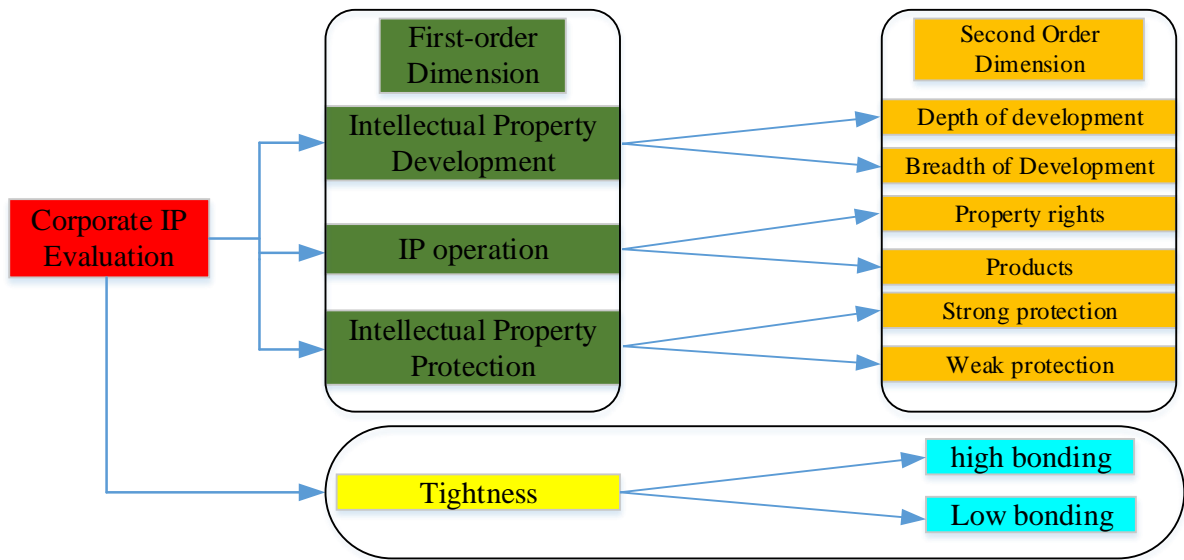 First-order
Dimension
Second Order
Dimension
Intellectual Property
Development
Depth of development
Breadth of Development
Corporate IP
Evaluation
IP operation
Property rights
Products
Intellectual Property
Protection
Strong protection
Weak protection
Tightness
high bonding
Low bonding